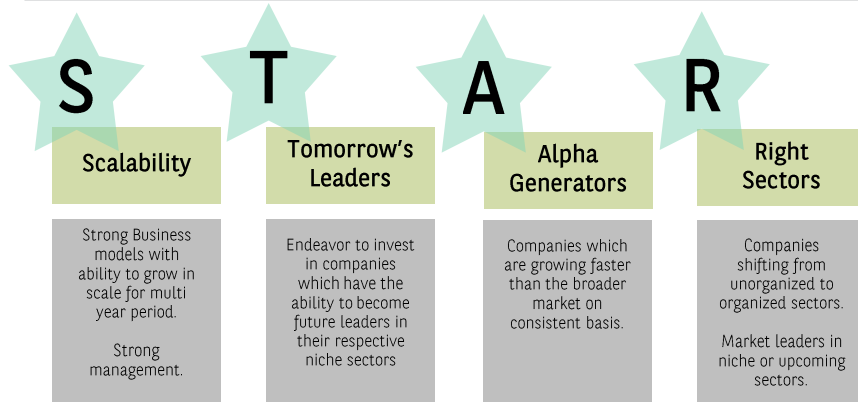 S
T
A
R
Scalability
Tomorrow's
Leaders
Alpha
Generators
Right
Sectors
Strong Business
models with
ability to grow in
scale for multi
year period.
Strong
management.
Endeavor to invest
in companies
which have the
ability to become
future leaders in
their respective
niche sectors
Companies which
are growing faster
than the broader
market on
consistent basis.
Companies
shifting from
unorganized to
organized sectors.
Market leaders in
niche or upcoming
sectors.